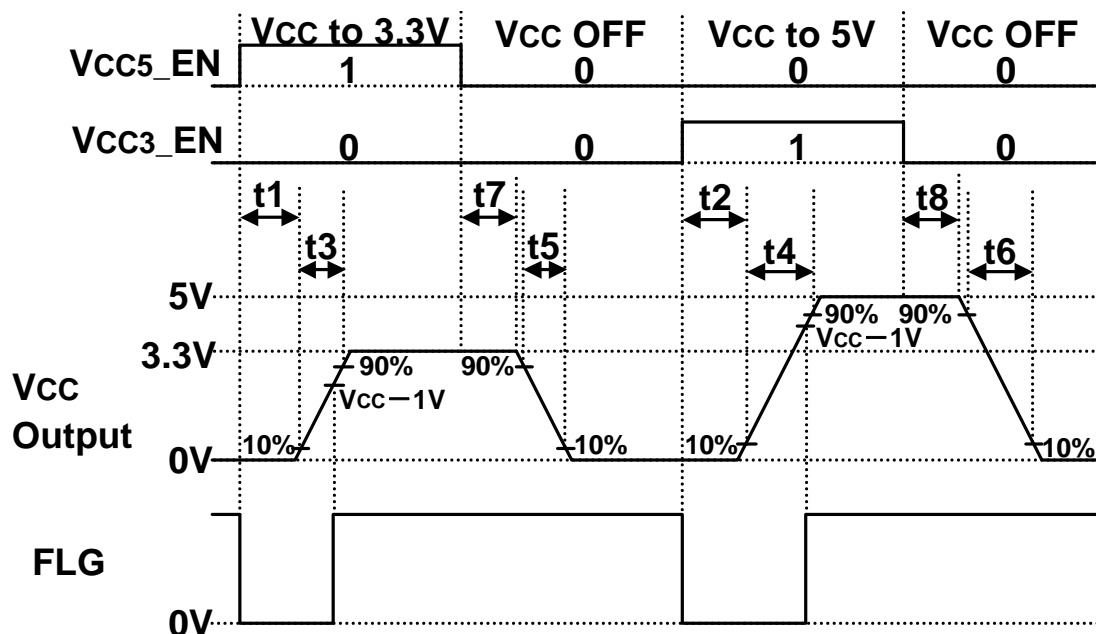 VCC to 3.3V VCC OFF VCC to 5V VCC OFF
VCC5_EN 1 0 0 0
VCC3_EN 0 0 1 0
t1 t7 t2 t8
t3 t5 t4 t6
5V
90% 90%
VCC－1V
3.3V
90% 90%
VCC－1V
VCC
Output
10% 10% 10% 10%
0V
FLG
0V